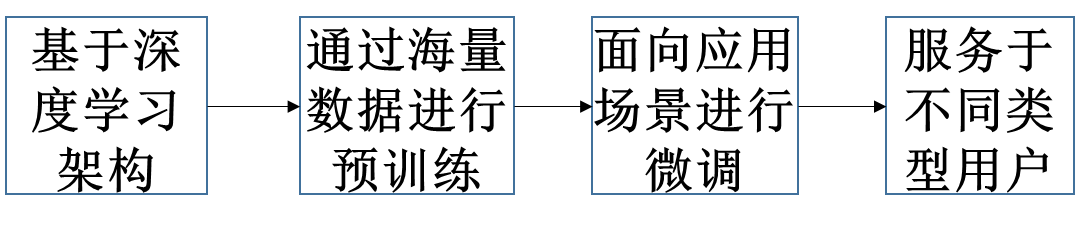 基于深
度学习
架构
通过海量
数据进行
预训练
面向应用
场景进行
微调
服务于
不同类
型用户